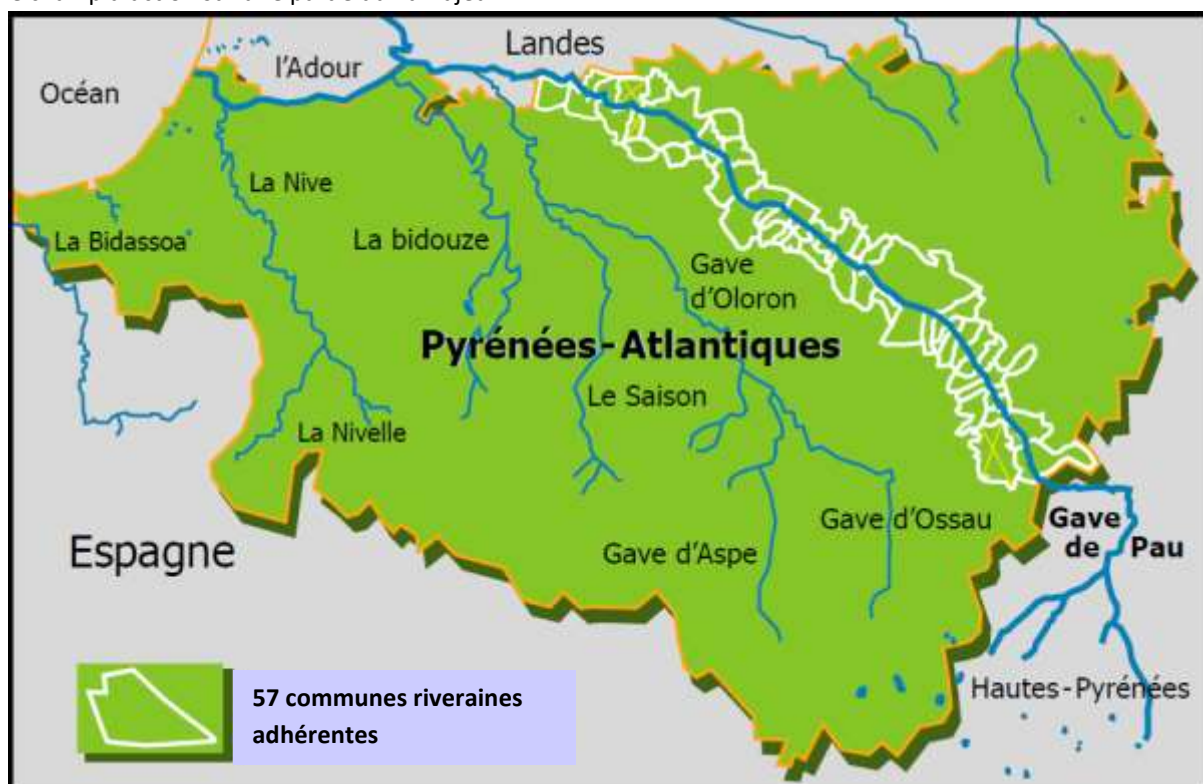 Landes
l'Adour
Océan
La Nive
La Bidassoa
La bidouze
Gave
d'Oloron
Pyrénées-Atlantiques
Le Saison
La Nivelle
Gave d'Ossau
Gave
de Pau
Espagne
Gave d'Aspe
Hautes-Pyrénées
57 communes riveraines
adhérentes